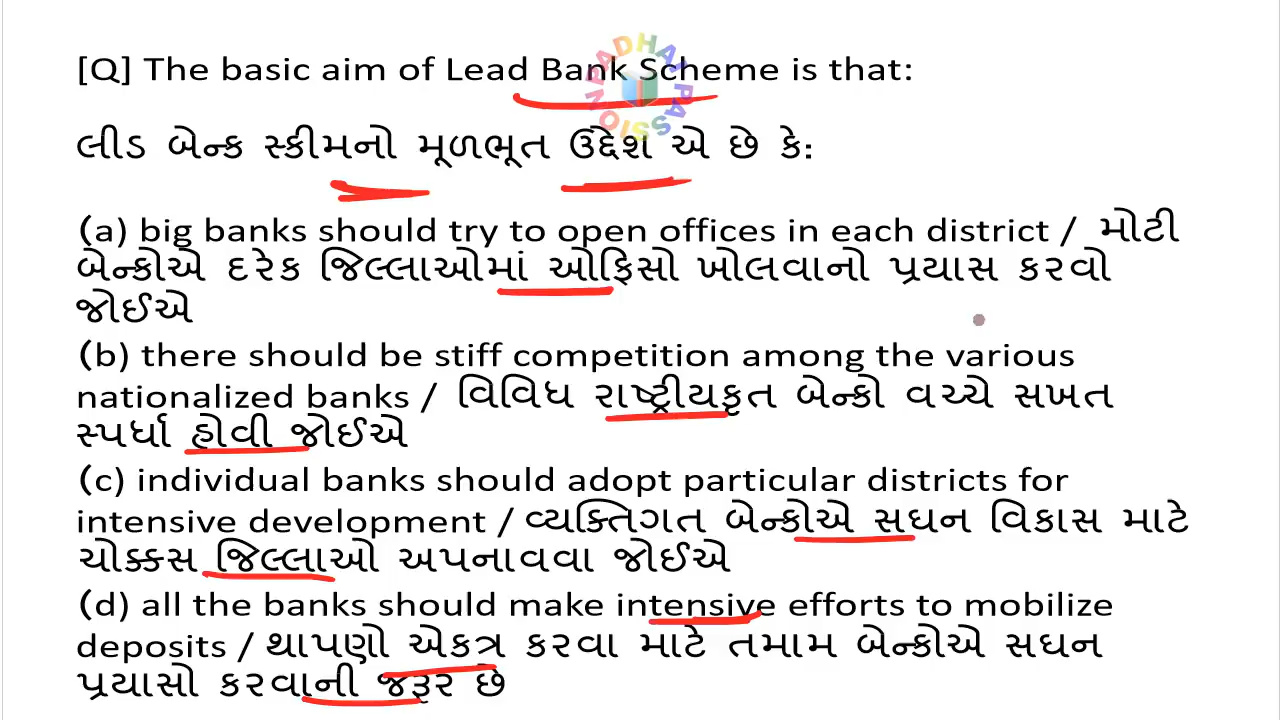 [Q] The basic aim of Lead Bank Scheme is that:
PADHAI PASSION
લીડ બેન્ક સ્કીમનો મૂળભૂત ઉદ્દેશ એ છે કે:
(a) big banks should try to open offices in each district / મોટી
બેન્કોએ દરેક જિલ્લાઓમાં ઓફિસો ખોલવાનો પ્રયાસ કરવો
જોઈએ
(b) there should be stiff competition among the various
nationalized banks / વિવિધ રાષ્ટ્રીયકૃત બેન્કો વચ્ચે સખત
સ્પર્ધા હોવી જોઈએ
(c) individual banks should adopt particular districts for
intensive development / વ્યક્તિગત બેન્કોએ સઘન વિકાસ માટે
ચોક્કસ જિલ્લાઓ અપનાવવા જોઈએ
(d) all the banks should make intensive efforts to mobilize
deposits / થાપણો એકત્ર કરવા માટે તમામ બેન્કોએ સઘન
પ્રયાસો કરવાની જરૂર છે